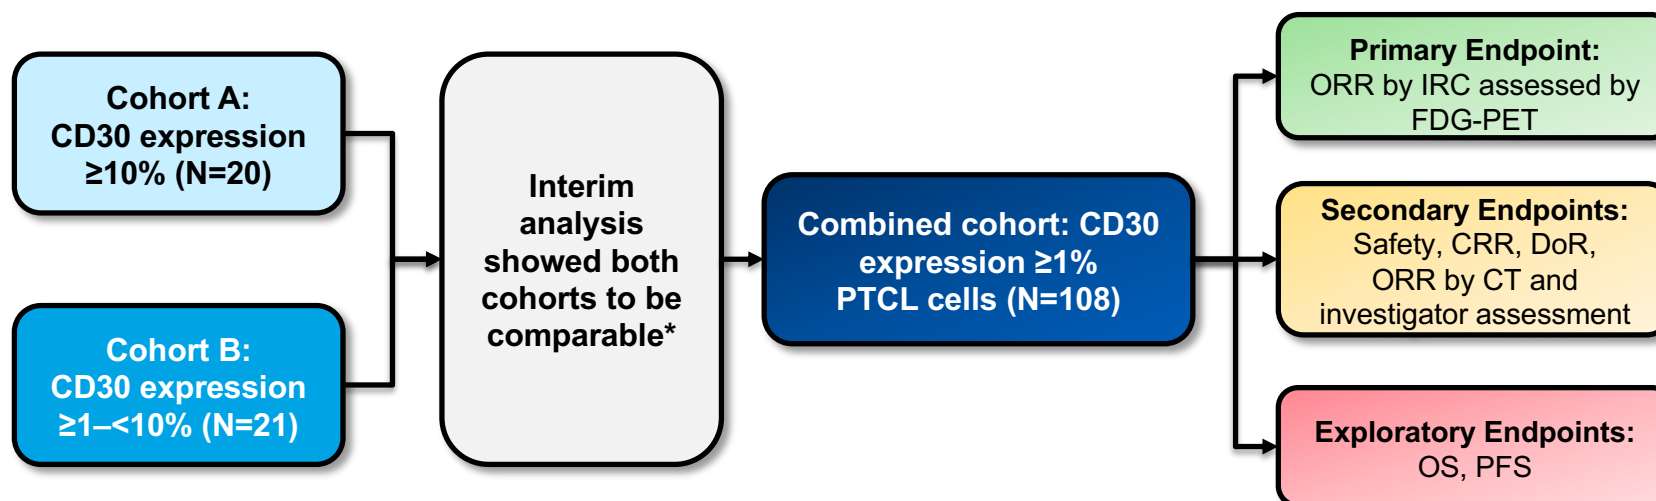 Cohort A:
CD30 expression
≥10% (N=20)
Cohort B:
CD30 expression
≥1–<10% (N=21)
Interim
analysis
showed both
cohorts to be
comparable*
Combined cohort: CD30
expression ≥1%
PTCL cells (N=108)
Primary Endpoint:
ORR by IRC assessed by
FDG-PET
Secondary Endpoints:
Safety, CRR, DoR,
ORR by CT and
investigator assessment
Exploratory Endpoints:
OS, PFS